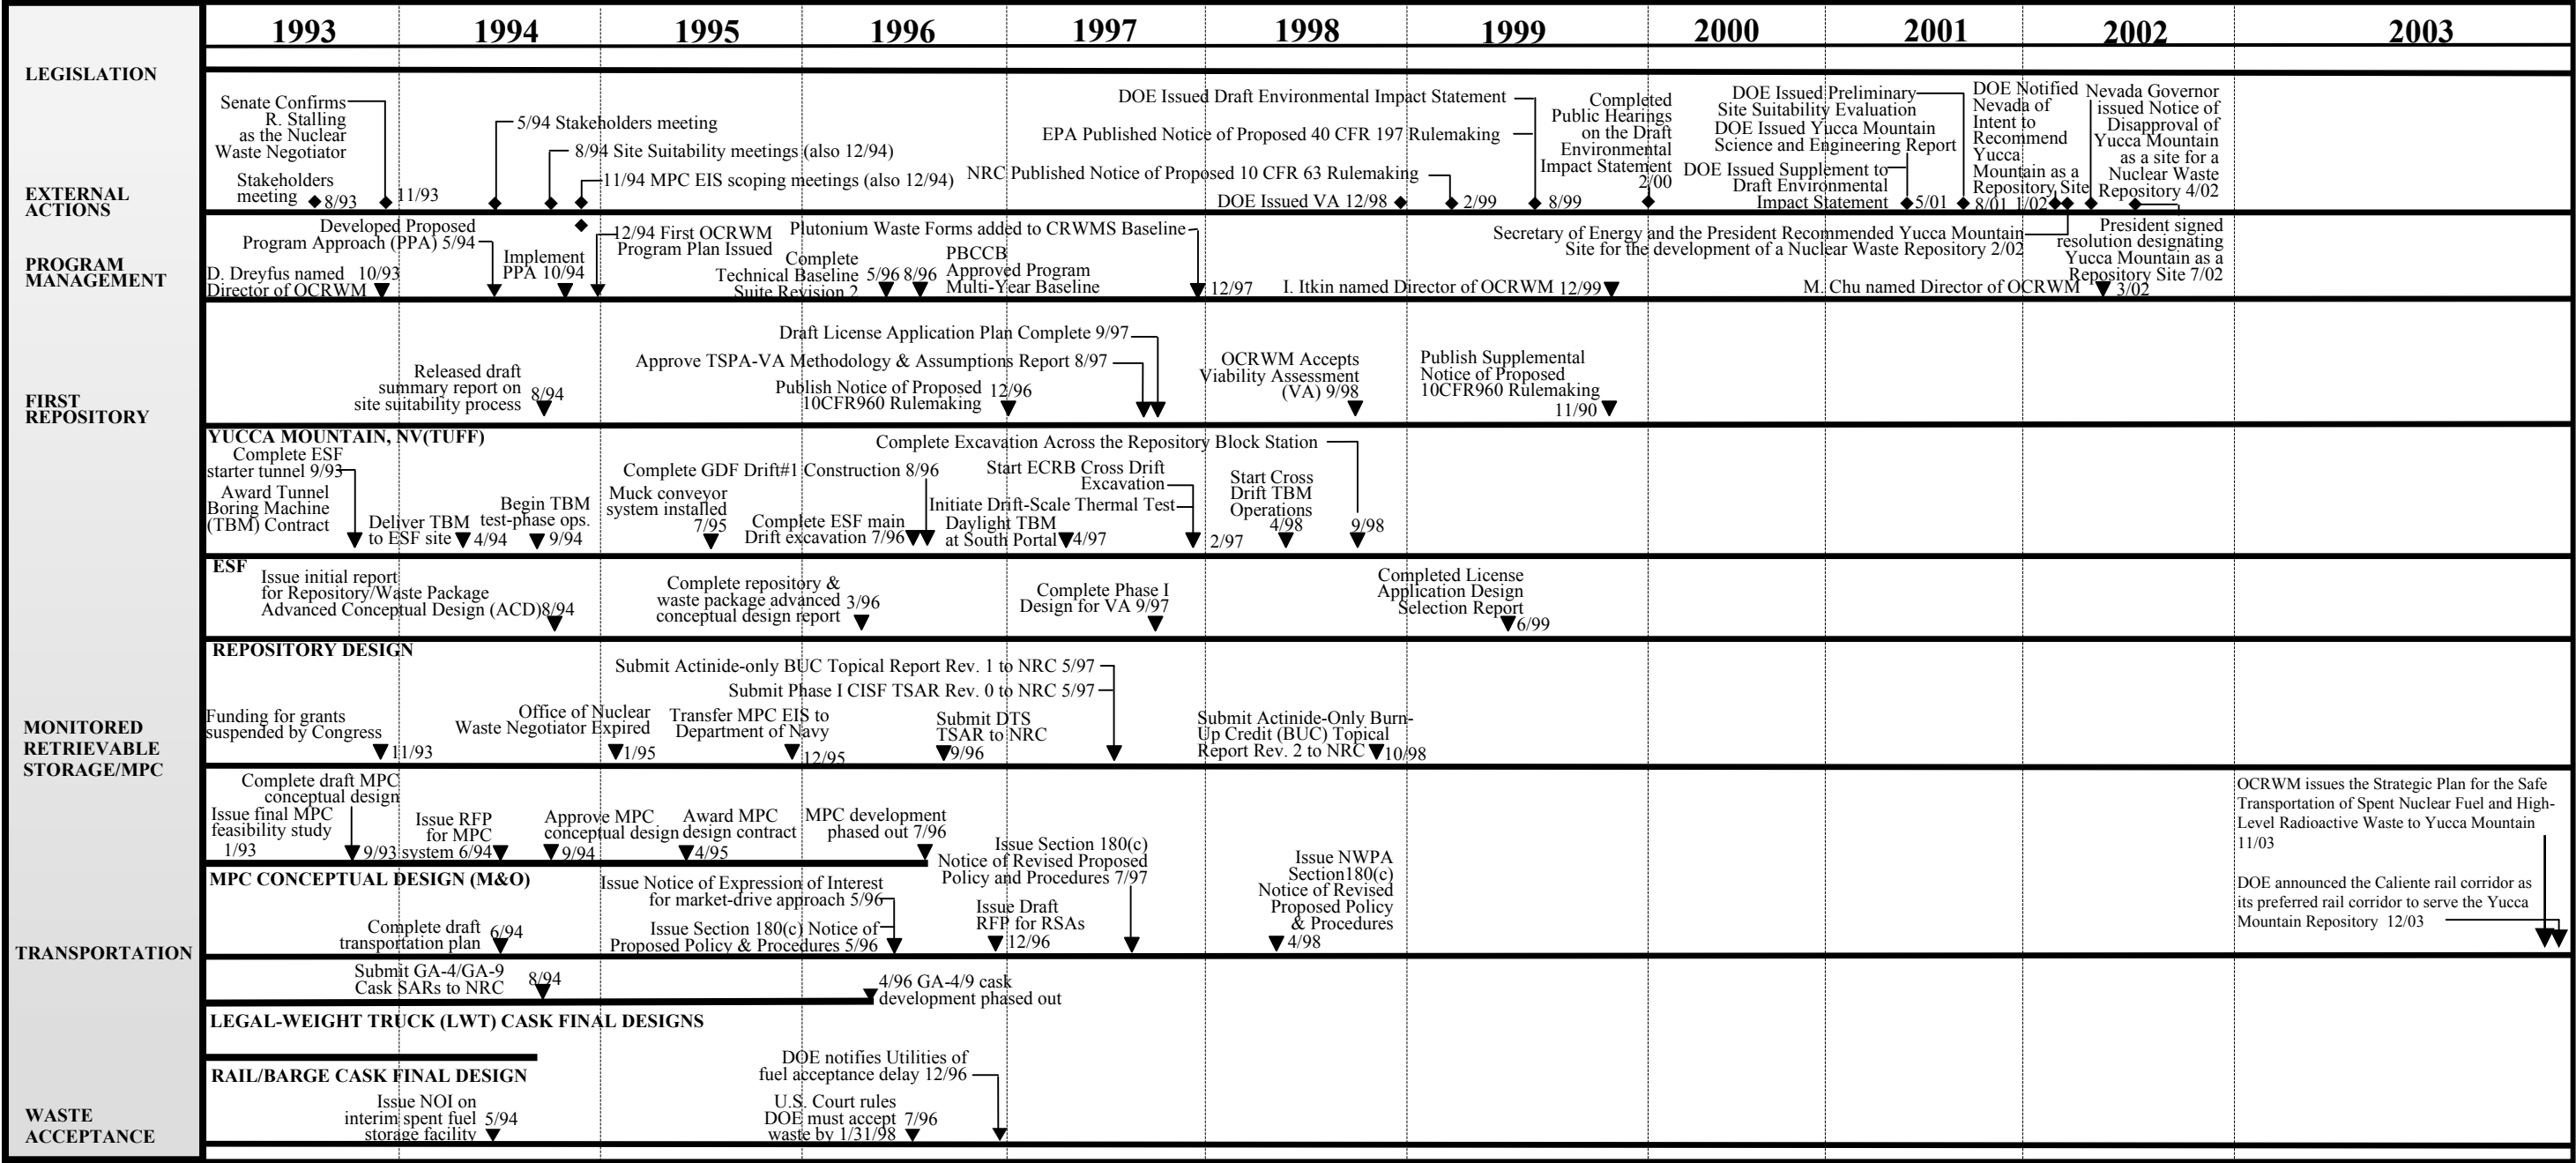 1993 1994 1995 1996 1997 1998 1999 2000 2001 2002 2003
LEGISLATION
EXTERNAL
ACTIONS
Senate Confirms
R. Stalling
as the Nuclear
Waste Negotiator
11/93
Stakeholders
meeting
8/93
5/94 Stakeholders meeting
8/94 Site Suitability meetings (also 12/94)
11/94 MPC EIS scoping meetings (also 12/94)
DOE Issued Draft Environmental Impact Statement
EPA Published Notice of Proposed 40 CFR 197 Rulemaking
8/99
NRC Published Notice of Proposed 10 CFR 63 Rulemaking
2/99
DOE Issued VA 12/98
Completed
Public Hearings
on the Draft
Environmental
Impact Statement
2/00
DOE Issued Preliminary
Site Suitability Evaluation
DOE Issued Yucca Mountain
Science and Engineering Report
DOE Issued Supplement to
Draft Environmental
Impact Statement
5/01
8/01
DOE Notified
Nevada of
Intent to
Recommend
Yucca
Mountain as a
Repository Site
1/02
Nevada Governor
issued Notice of
Disapproval of
Yucca Mountain
as a site for a
Nuclear Waste
Repository 4/02
PROGRAM
MANAGEMENT
Developed Proposed
Program Approach (PPA) 5/94
D. Dreyfus named 10/93
Director of OCRWM
Implement
PPA 10/94
12/94 First OCRWM
Program Plan Issued
Complete
Technical Baseline 5/96
Suite Revision 2
Plutonium Waste Forms added to CRWMS Baseline
12/97
8/96
PBCCB
Approved Program
Multi-Year Baseline
I. Itkin named Director of OCRWM 12/99
Secretary of Energy and the President Recommended Yucca Mountain
Site for the development of a Nuclear Waste Repository 2/02
M. Chu named Director of OCRWM
3/02
President signed
resolution designating
Yucca Mountain as a
Repository Site 7/02
FIRST
REPOSITORY
Released draft
summary report on
site suitability process
8/94
Draft License Application Plan Complete 9/97
Approve TSPA-VA Methodology & Assumptions Report 8/97
Publish Notice of Proposed
10CFR960 Rulemaking
12/96
OCRWM Accepts
Viability Assessment
(VA) 9/98
Publish Supplemental
Notice of Proposed
10CFR960 Rulemaking
11/90
YUCCA MOUNTAIN, NV(TUFF)
Complete ESF
starter tunnel 9/93
Award Tunnel
Boring Machine
(TBM) Contract
Deliver TBM
to ESF site
4/94
Begin TBM
test-phase ops.
9/94
Muck conveyor
system installed
7/95
Complete GDF Drift#1 Construction 8/96
Complete ESF main
Drift excavation 7/96
Complete Excavation Across the Repository Block Station
9/98
Start ECRB Cross Drift
Excavation
Initiate Drift-Scale Thermal Test
2/97
Daylight TBM
at South Portal
4/97
Start Cross
Drift TBM
Operations
4/98
ESF
Issue initial report
for Repository/Waste Package
Advanced Conceptual Design (ACD)8/94
Complete repository &
waste package advanced 3/96
conceptual design report
Complete Phase I
Design for VA 9/97
Completed License
Application Design
Selection Report
6/99
REPOSITORY DESIGN
MONITORED
RETRIEVABLE
STORAGE/MPC
Funding for grants
suspended by Congress
11/93
Office of Nuclear
Waste Negotiator Expired
1/95
Transfer MPC EIS to
Department of Navy
12/95
Submit Actinide-only BUC Topical Report Rev. 1 to NRC 5/97
Submit Phase I CISF TSAR Rev. 0 to NRC 5/97
Submit DTS
TSAR to NRC
9/96
Submit Actinide-Only Burn-
Up Credit (BUC) Topical
Report Rev. 2 to NRC
10/98
Complete draft MPC
conceptual design
9/93
Issue final MPC
feasibility study
1/93
Issue RFP
for MPC
system 6/94
Approve MPC
conceptual design
9/94
Award MPC
design contract
4/95
MPC development
phased out 7/96
MPC CONCEPTUAL DESIGN (M&O)
TRANSPORTATION
Complete draft
transportation plan
6/94
Issue Notice of Expression of Interest
for market-drive approach 5/96
Issue Section 180(c) Notice of
Proposed Policy & Procedures 5/96
Issue Section 180(c)
Notice of Revised Proposed
Policy and Procedures 7/97
Issue Draft
RFP for RSAs
12/96
Issue NWPA
Section180(c)
Notice of Revised
Proposed Policy
& Procedures
4/98
OCRWM issues the Strategic Plan for the Safe
Transportation of Spent Nuclear Fuel and High-
Level Radioactive Waste to Yucca Mountain
11/03
DOE announced the Caliente rail corridor as
its preferred rail corridor to serve the Yucca
Mountain Repository 12/03
Submit GA-4/GA-9
Cask SARs to NRC
8/94
4/96 GA-4/9 cask
development phased out
LEGAL-WEIGHT TRUCK (LWT) CASK FINAL DESIGNS
RAIL/BARGE CASK FINAL DESIGN
WASTE
ACCEPTANCE
Issue NOI on
interim spent fuel 5/94
storage facility
DOE notifies Utilities of
fuel acceptance delay 12/96
U.S. Court rules
DOE must accept 7/96
waste by 1/31/98